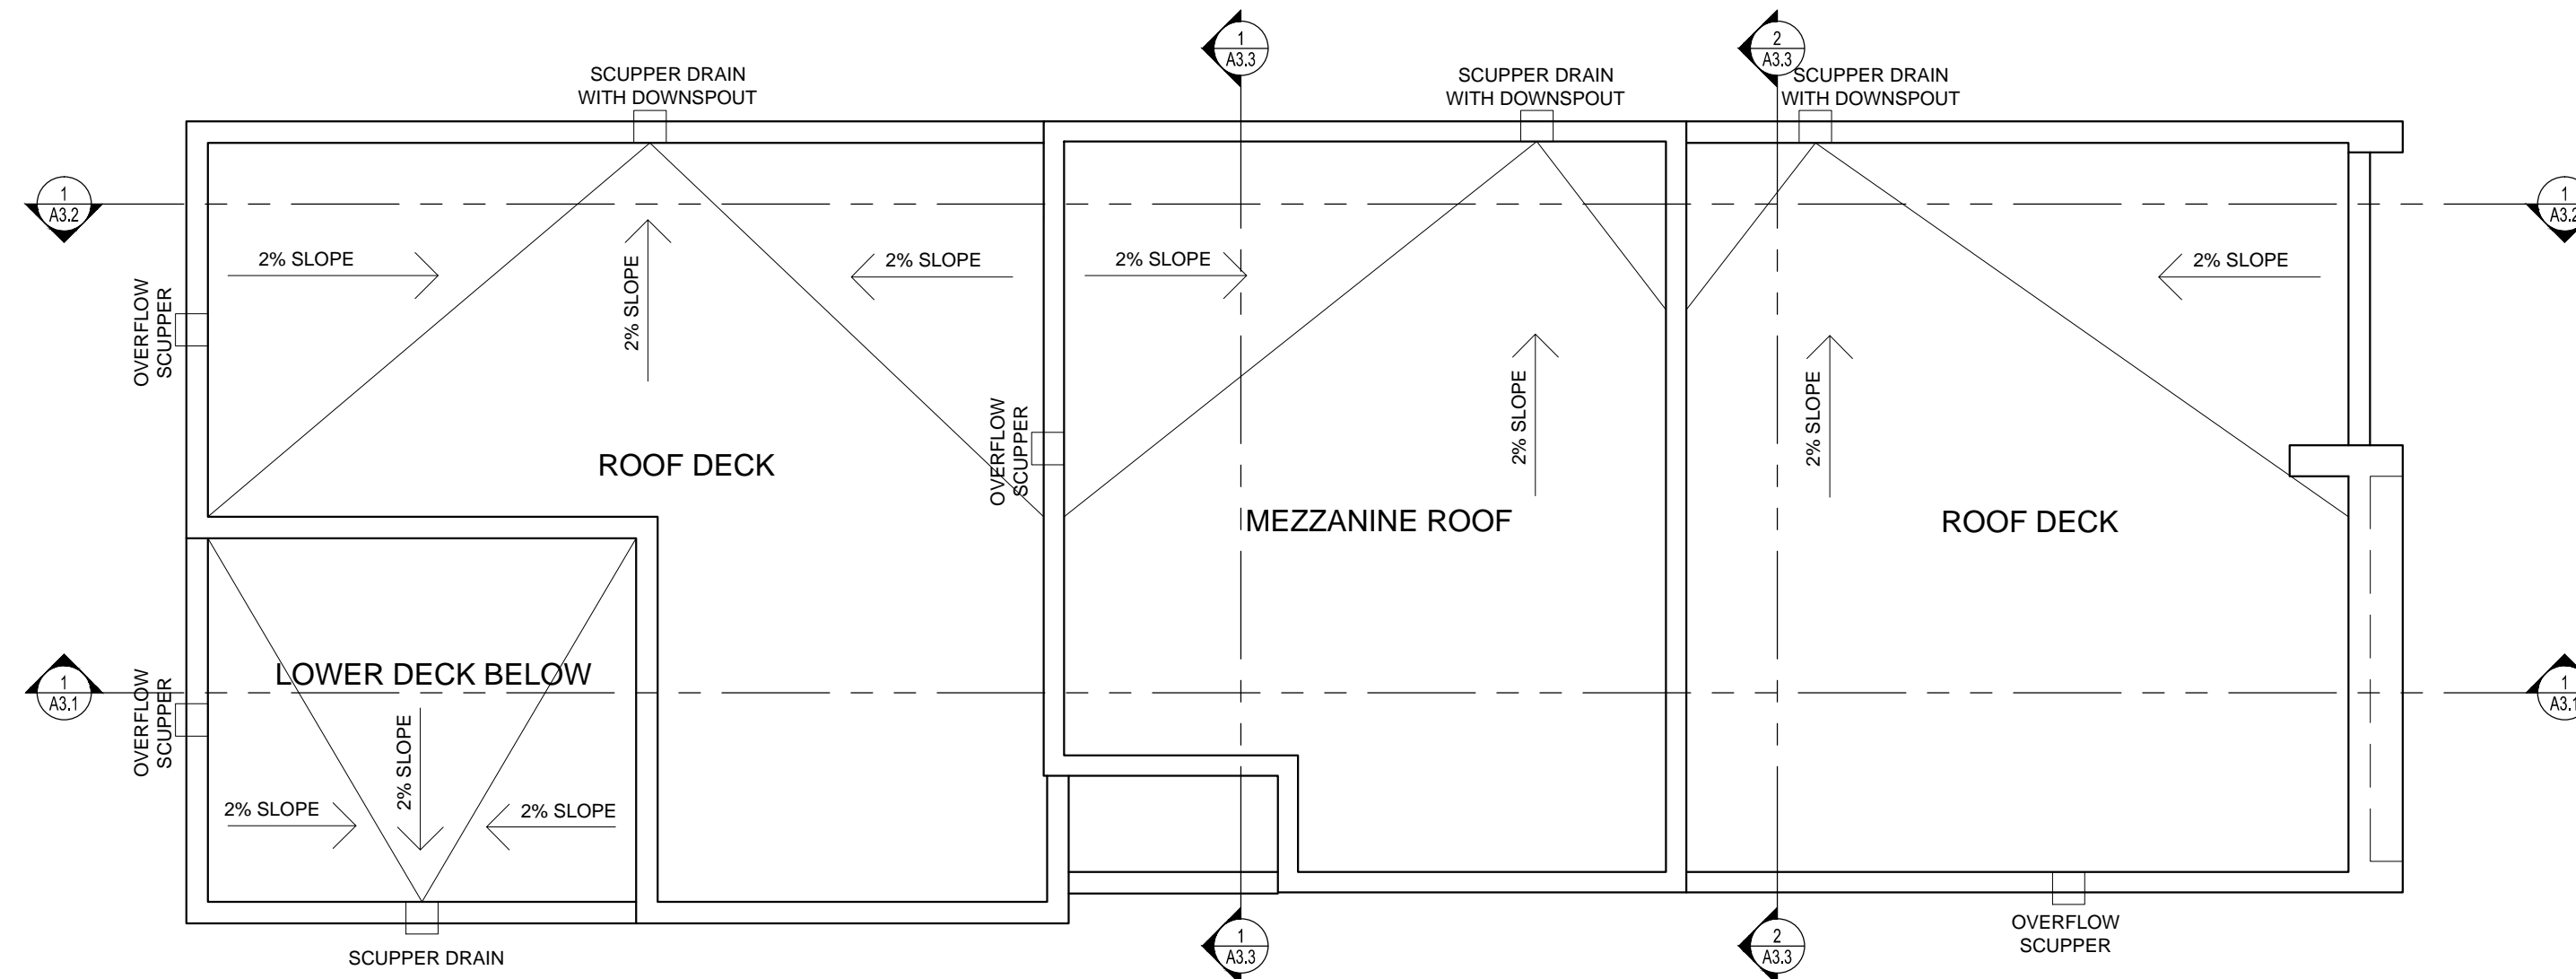 1
A3.3
2
A3.3
SCUPPER DRAIN
WITH DOWNSPOUT
SCUPPER DRAIN
WITH DOWNSPOUT
SCUPPER DRAIN
WITH DOWNSPOUT
1
A3.2
1
A3.2
2% SLOPE
2% SLOPE
2% SLOPE
2% SLOPE
2% SLOPE
OVERFLOW
SCUPPER
2% SLOPE
2% SLOPE
OVERFLOW
SCUPPER
ROOF DECK
MEZZANINE ROOF
ROOF DECK
LOWER DECK BELOW
1
A3.1
1
A3.1
OVERFLOW
SCUPPER
2% SLOPE
2% SLOPE
2% SLOPE
SCUPPER DRAIN
1
A3.3
2
A3.3
OVERFLOW
SCUPPER